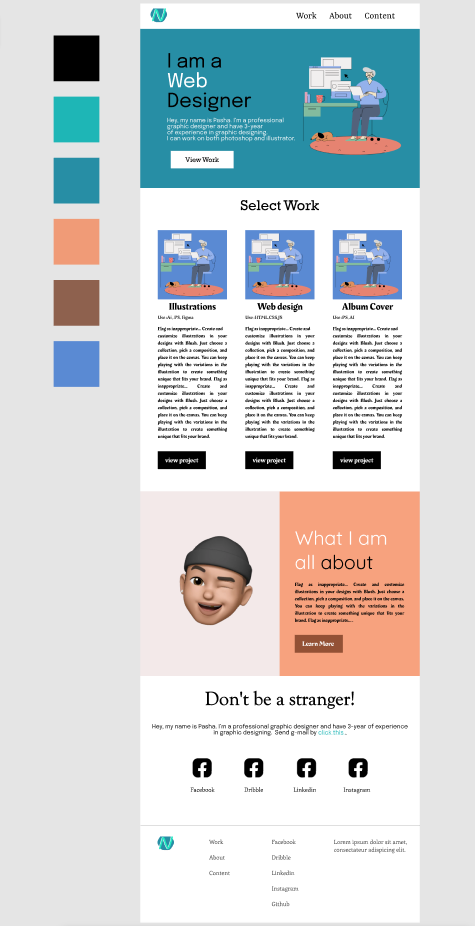 Work About Content
I am a
Web
Designer
Hey, my name is Pasha. I'm a professional
graphic designer and have 3-year
of experience in graphic designing.
I can work on both photoshop and illustrator.
View Work
Select Work
Illustrations
Use :Ai, PS, Figma
Flag as inappropriate... Create and
customize illustrations in your
designs with Blush. Just choose a
collection, pick a composition, and
place it on the canvas. You can keep
playing with the variations in the
illustration to create something
unique that fits your brand. Flag as
inappropriate... Create and
customize illustrations in your
designs with Blush. Just choose a
collection, pick a composition, and
place it on the canvas. You can keep
playing with the variations in the
illustration to create something
unique that fits your brand.
view project
Web design
Use :HTML,CSS,JS
Flag as inappropriate... Create and
customize illustrations in your
designs with Blush. Just choose a
collection, pick a composition, and
place it on the canvas. You can keep
playing with the variations in the
illustration to create something
unique that fits your brand. Flag as
inappropriate... Create and
customize illustrations in your
designs with Blush. Just choose a
collection, pick a composition, and
place it on the canvas. You can keep
playing with the variations in the
illustration to create something
unique that fits your brand.
view project
Album Cover
Use :PS, AI
Flag as inappropriate... Create and
customize illustrations in your
designs with Blush. Just choose a
collection, pick a composition, and
place it on the canvas. You can keep
playing with the variations in the
illustration to create something
unique that fits your brand. Flag as
inappropriate... Create and
customize illustrations in your
designs with Blush. Just choose a
collection, pick a composition, and
place it on the canvas. You can keep
playing with the variations in the
illustration to create something
unique that fits your brand.
view project
What I am
all about
Flag as inappropriate... Create and customize
illustrations in your designs with Blush. Just choose a
collection, pick a composition, and place it on the canvas.
You can keep playing with the variations in the
illustration to create something unique that fits your
brand. Flag as inappropriate...
Learn More
Don't be a stranger!
Hey, my name is Pasha. I'm a professional graphic designer and have 3-year of experience
in graphic designing. Send g-mail by click this...
Facebook
Dribble
Linkedin
Instagram
Work
About
Content
Facebook
Dribble
Linkedin
Instagram
Github
Lorem ipsum dolor sit amet,
consectetur adipiscing elit.